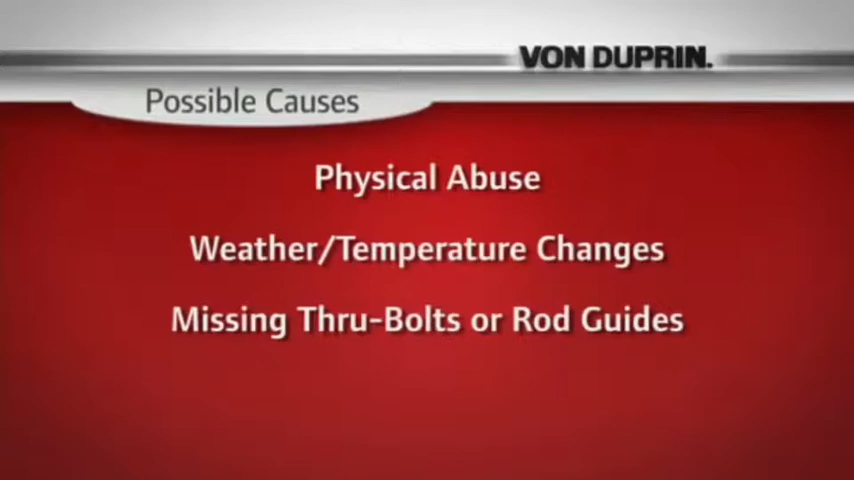 VON DUPRIN.
Possible Causes
Physical Abuse
Weather/Temperature Changes
Missing Thru-Bolts or Rod Guides